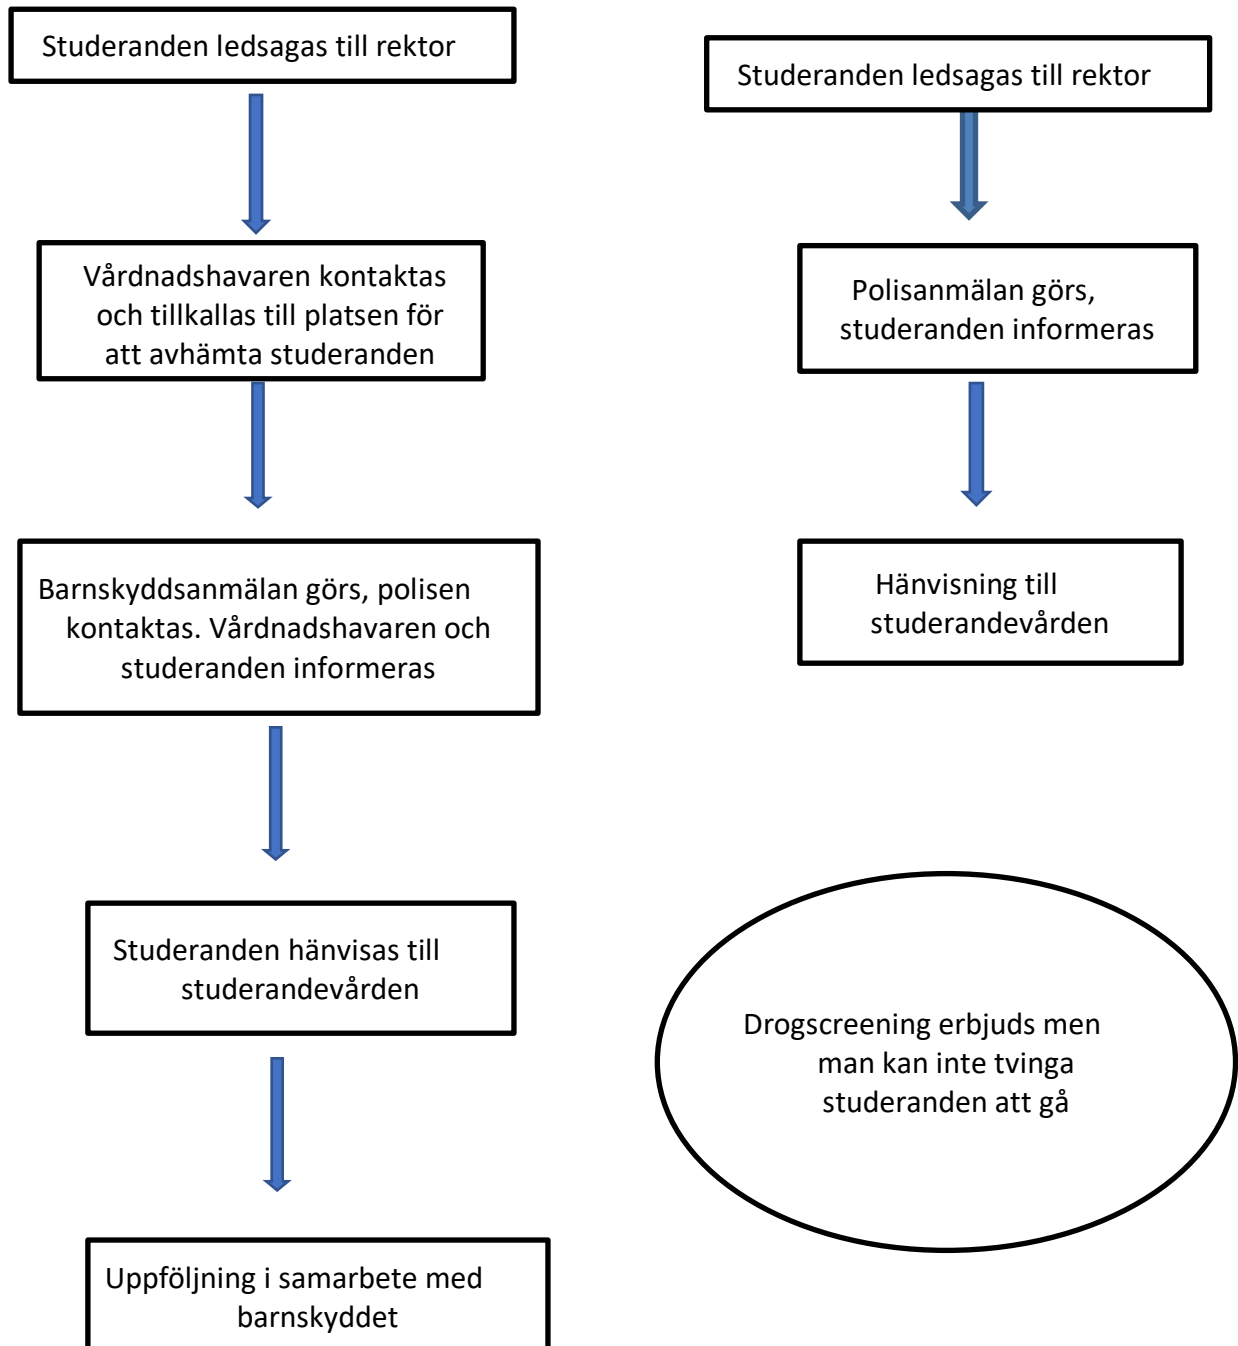 Studeranden ledsagas till rektor
Vårdnadshavaren kontaktas
och tillkallas till platsen för
att avhämta studeranden
Barnskyddsanmälan görs, polisen
kontaktas. Vårdnadshavaren och
studeranden informeras
Studeranden hänvisas till
studerandevården
Uppföljning i samarbete med
barnskyddet
Studeranden ledsagas till rektor
Polisanmälan görs,
studeranden informeras
Hänvisning till
studerandevården
Drogscreening erbjuds men
man kan inte tvinga
studeranden att gå